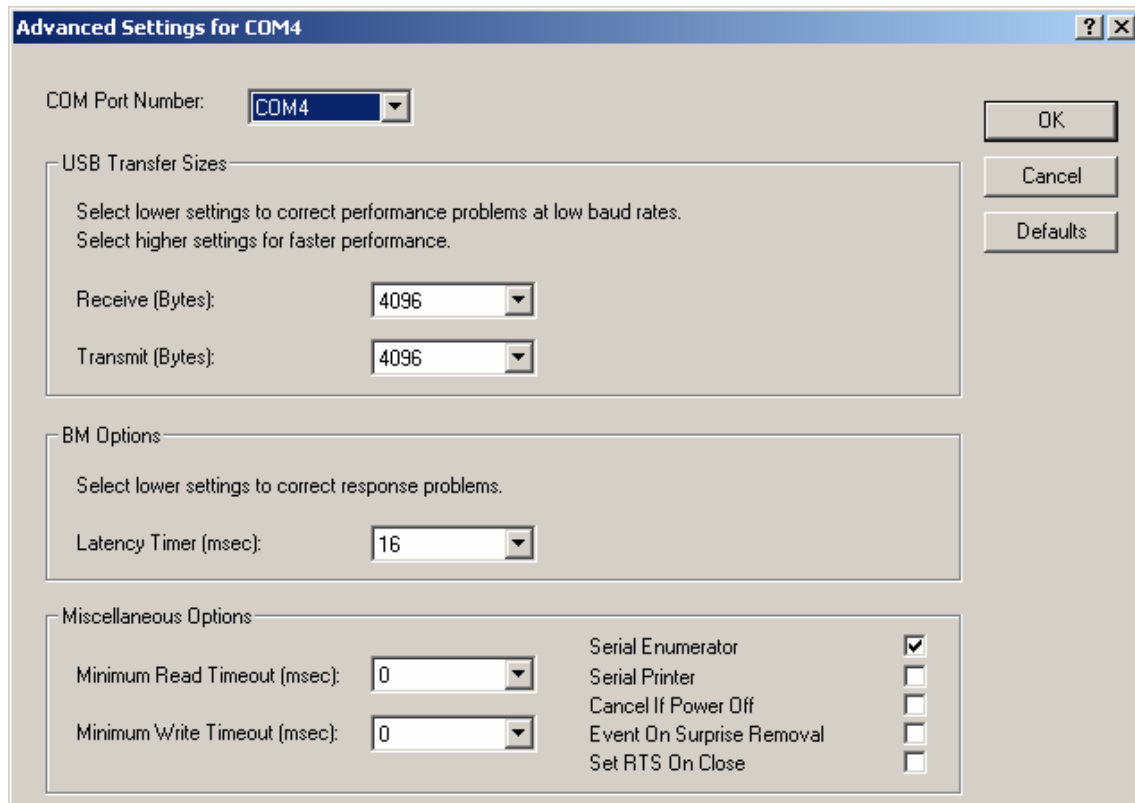 Advanced Settings for COM4
COM Port Number: COM4
OK
USB Transfer Sizes
Cancel
Select lower settings to correct performance problems at low baud rates.
Select higher settings for faster performance.
Defaults
Receive (Bytes): 4096
Transmit (Bytes): 4096
BM Options
Select lower settings to correct response problems.
Latency Timer (msec): 16
Miscellaneous Options
Minimum Read Timeout (msec): 0
Minimum Write Timeout (msec): 0
Serial Enumerator
Serial Printer
Cancel If Power Off
Event On Surprise Removal
Set RTS On Close